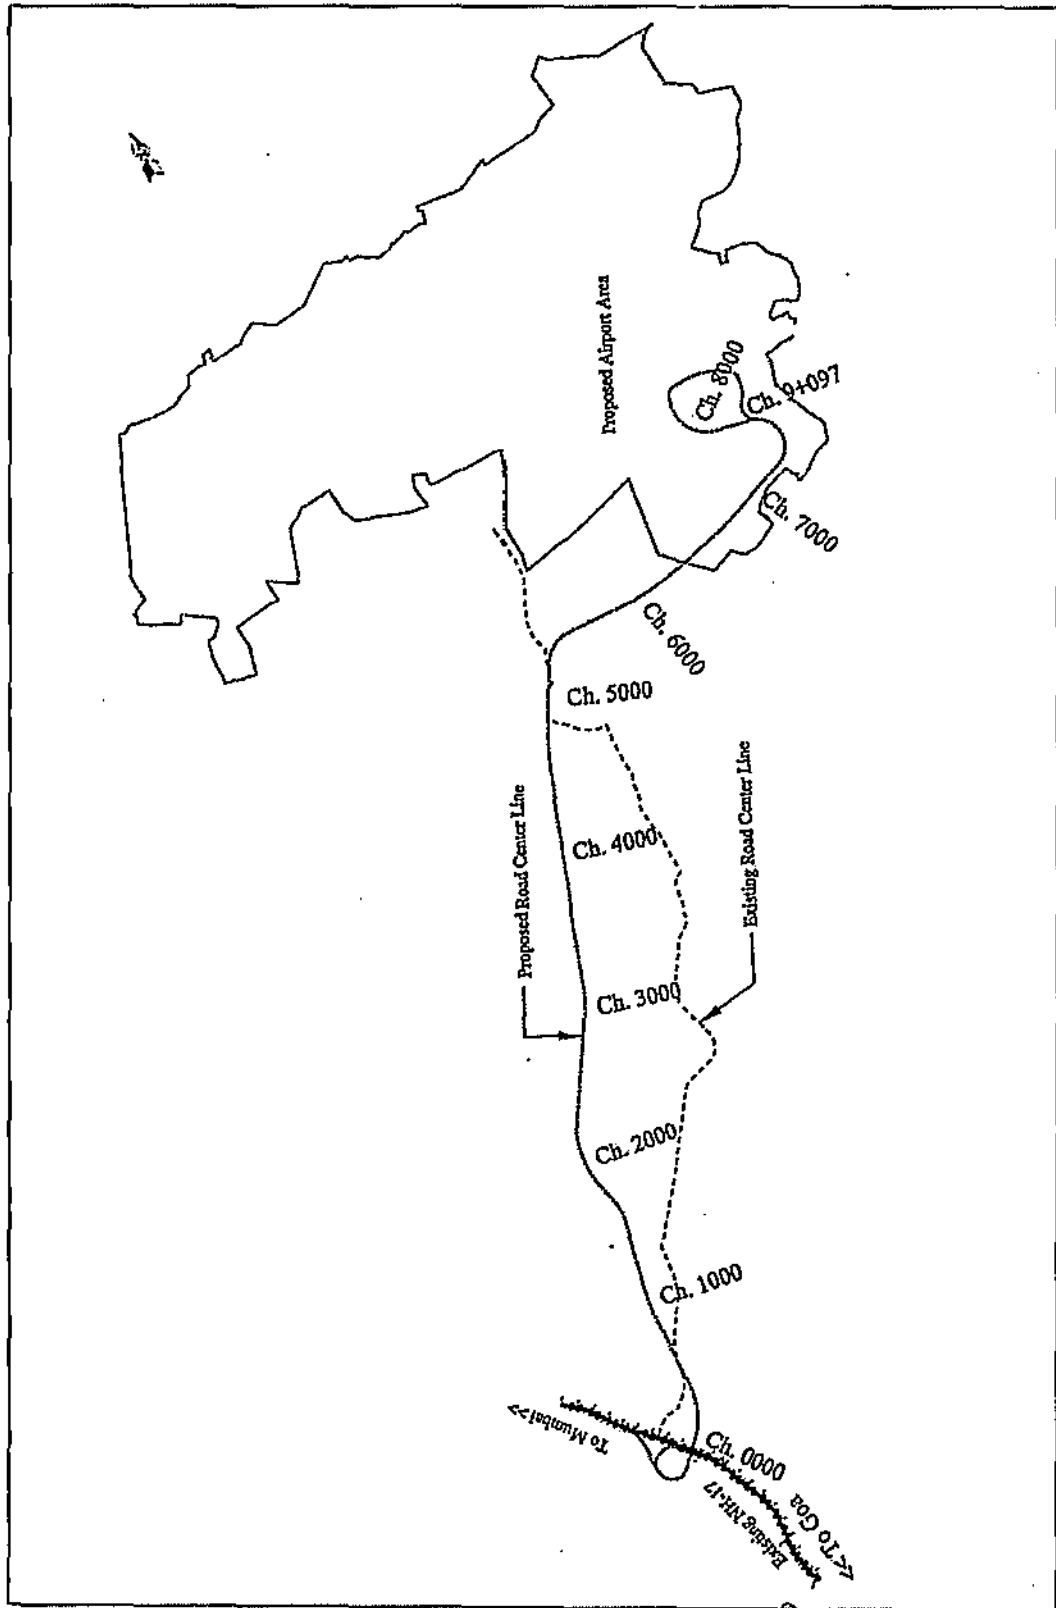 Proposed Airport Area
Ch. 8000
Ch. 9+097
Ch. 7000
Ch. 6000
Ch. 5000
Proposed Road Center Line
Existing Road Center Line
Ch. 4000
Ch. 3000
Ch. 2000
Ch. 1000
To Mumbai>>
Ch. 0000
Existing NH-17
<<To Goa